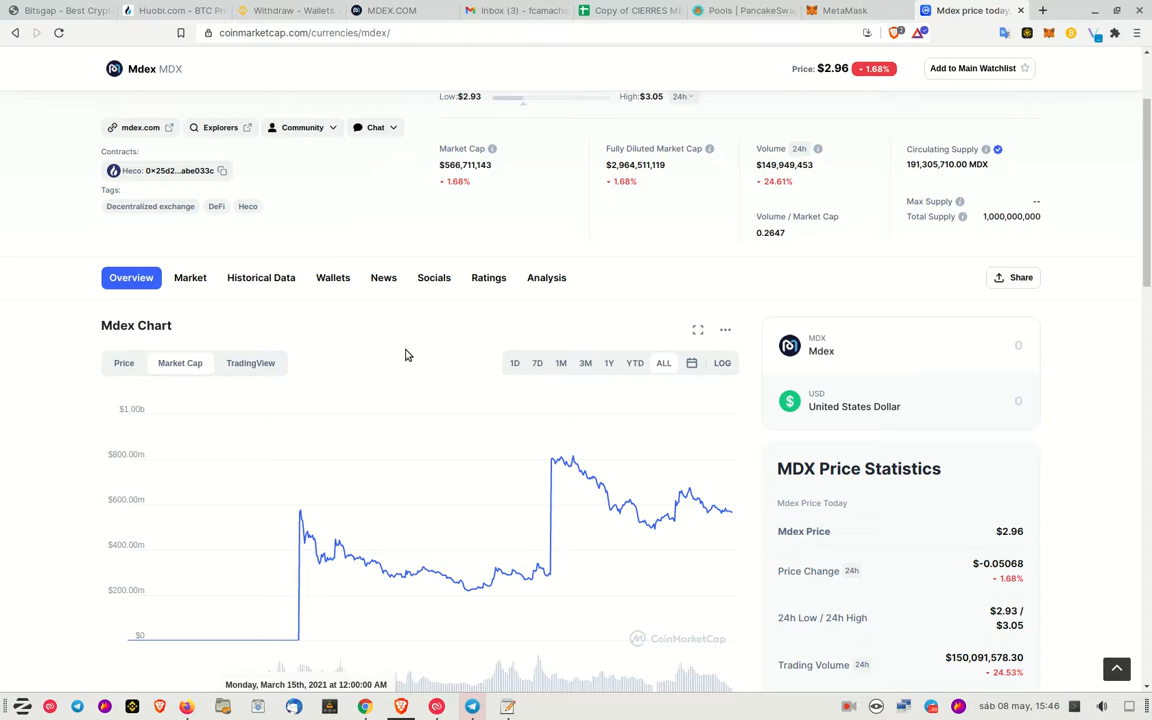 Bitsgap - Best Crypt
Huobi.com - BTC Pri
Withdraw - Wallets -
MDEX.COM
Inbox (3) - fcamacho
Copy of CIERRES ME
Pools | PancakeSwap
MetaMask
Mdex price today,
coinmarketcap.com/currencies/mdex/
Mdex MDX
Price: $2.96 1.68%
Add to Main Watchlist
Low:$2.93
High:$3.05
24h
mdex.com
Explorers
Community
Chat
Contracts:
Heco: 0x25d2...abe033c
Tags:
Decentralized exchange
DeFi
Heco
Market Cap
$566,711,143
1.68%
Fully Diluted Market Cap
$2,964,511,119
1.68%
Volume 24h
$149,949,453
24.61%
Volume / Market Cap
0.2647
Circulating Supply
191,305,710.00 MDX
Max Supply --
Total Supply 1,000,000,000
Overview
Market
Historical Data
Wallets
News
Socials
Ratings
Analysis
Share
Mdex Chart
Price
Market Cap
TradingView
1D
7D
1M
3M
1Y
YTD
ALL
LOG
$1.00b
$800.00m
$600.00m
$400.00m
$200.00m
$0
CoinMarketCap
Monday, March 15th, 2021 at 12:00:00 AM
MDX
Mdex
0
USD
United States Dollar
0
MDX Price Statistics
Mdex Price Today
Mdex Price
$2.96
Price Change 24h
$-0.05068
1.68%
24h Low / 24h High
$2.93 /
$3.05
Trading Volume 24h
$150,091,578.30
24.53%
sáb 08 may, 15:46